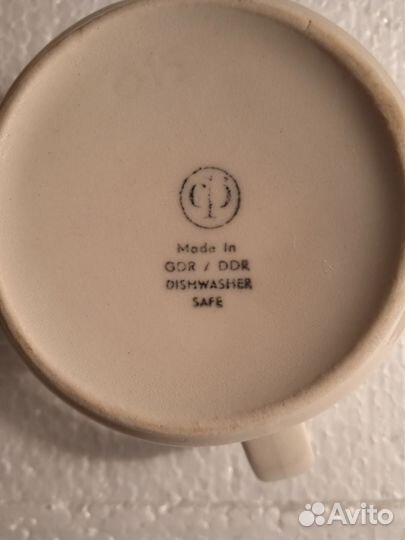 Made in
GDR / DDR
DISHWASHER
SAFE
Avito